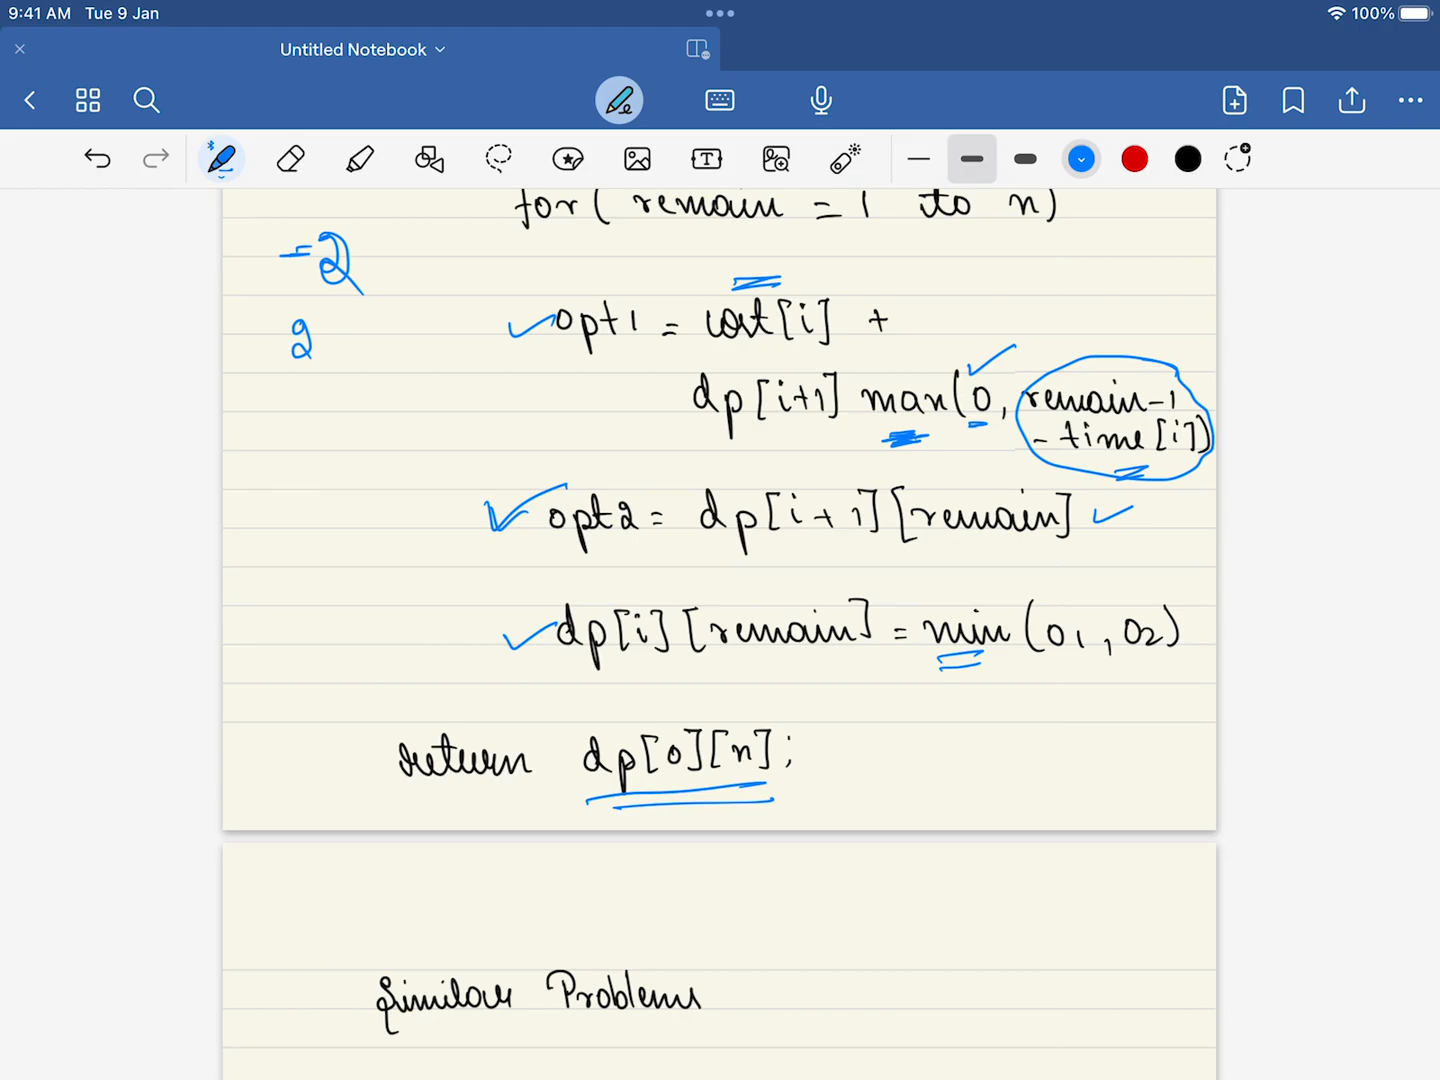 9:41 AM Tue 9 Jan
100%
Untitled Notebook
for( remain = 1 to n)
-2
2
opt1 = cost[i] +
dp[i+1] max(0, remain-1
- time[i])
opt2 = dp[i+1][remain]
dp[i][remain] = min(O1, O2)
return dp[0][n];
Similar Problems